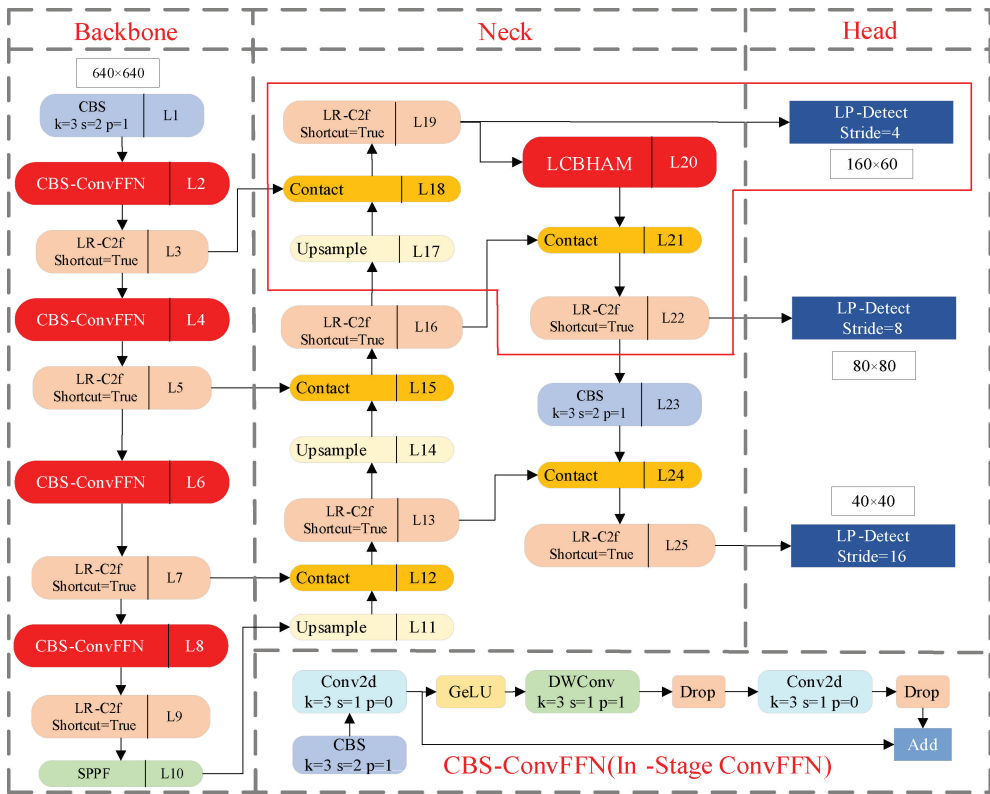 Backbone
640×640
CBS
k=3 s=2 p=1
L1
CBS-ConvFFN
L2
LR-C2f
Shortcut=True
L3
CBS-ConvFFN
L4
LR-C2f
Shortcut=True
L5
CBS-ConvFFN
L6
LR-C2f
Shortcut=True
L7
CBS-ConvFFN
L8
LR-C2f
Shortcut=True
L9
SPPF
L10
Neck
LR-C2f
Shortcut=True
L19
Contact
L18
Upsample
L17
LR-C2f
Shortcut=True
L16
Contact
L15
Upsample
L14
LR-C2f
Shortcut=True
L13
Contact
L12
Upsample
L11
LCBHAM
L20
Contact
L21
LR-C2f
Shortcut=True
L22
CBS
k=3 s=2 p=1
L23
Contact
L24
LR-C2f
Shortcut=True
L25
Head
LP-Detect
Stride=4
160×60
LP-Detect
Stride=8
80×80
40×40
LP-Detect
Stride=16
Conv2d
k=3 s=1 p=0
GeLU
DWConv
k=3 s=1 p=1
Drop
Conv2d
k=3 s=1 p=0
Drop
CBS
k=3 s=2 p=1
Add
CBS-ConvFFN(In -Stage ConvFFN)